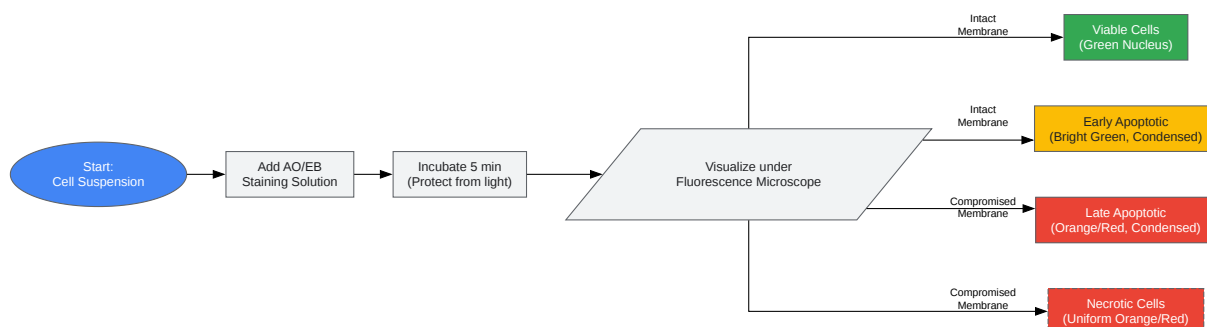 Start:
Cell Suspension
Add AO/EB
Staining Solution
Incubate 5 min
(Protect from light)
Visualize under
Fluorescence Microscope
Intact
Membrane
Viable Cells
(Green Nucleus)
Intact
Membrane
Early Apoptotic
(Bright Green, Condensed)
Compromised
Membrane
Late Apoptotic
(Orange/Red, Condensed)
Compromised
Membrane
Necrotic Cells
(Uniform Orange/Red)